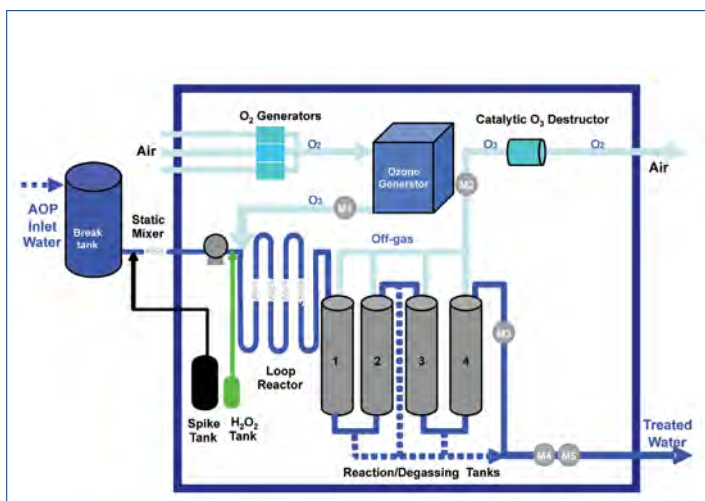 O₂ Generators
Air
O₂
Ozono
Generator
Catalytic O₃ Destructor
O₃
O₂
Air
M1
M2
O₃
AOP
Inlet
Water
Break
tank
Static
Mixer
Off-gas
Loop
Reactor
1
2
3
4
M3
Spike
Tank
H₂O₂
Tank
Reaction/Degassing Tanks
M4
M5
Treated
Water